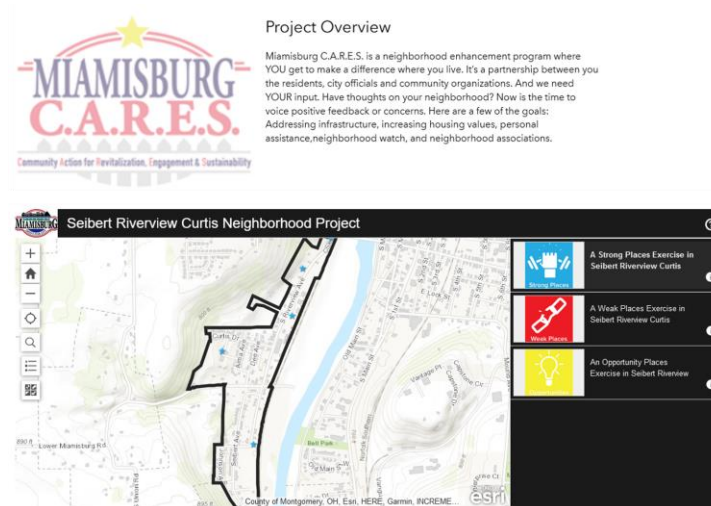 Project Overview
MIAMISBURG
C.A.R.E.S.
Community Action for Revitalization, Engagement & Sustainability
Miamisburg C.A.R.E.S. is a neighborhood enhancement program where
YOU get to make a difference where you live. It's a partnership between you
the residents, city officials and community organizations. And we need
YOUR input. Have thoughts on your neighborhood? Now is the time to
voice positive feedback or concerns. Here are a few of the goals:
Addressing infrastructure, increasing housing values, personal
assistance,neighborhood watch, and neighborhood associations.
MIAMISBURG
Seibert Riverview Curtis Neighborhood Project
Strong Places
A Strong Places Exercise in
Seibert Riverview Curtis
Weak Places
A Weak Places Exercise in
Seibert Riverview Curtis
An Opportunity Places
Exercise in Seibert Riverview
S Riverview Ave
Curtis Dr
Seibert Ave
Old Main St
S Main St
Vantage Pt
Capstone Cir
Bell Park
Lower Miamisburg Rd
County of Montgomery, OH, Esri, HERE, Garmin, INCREME...
esri